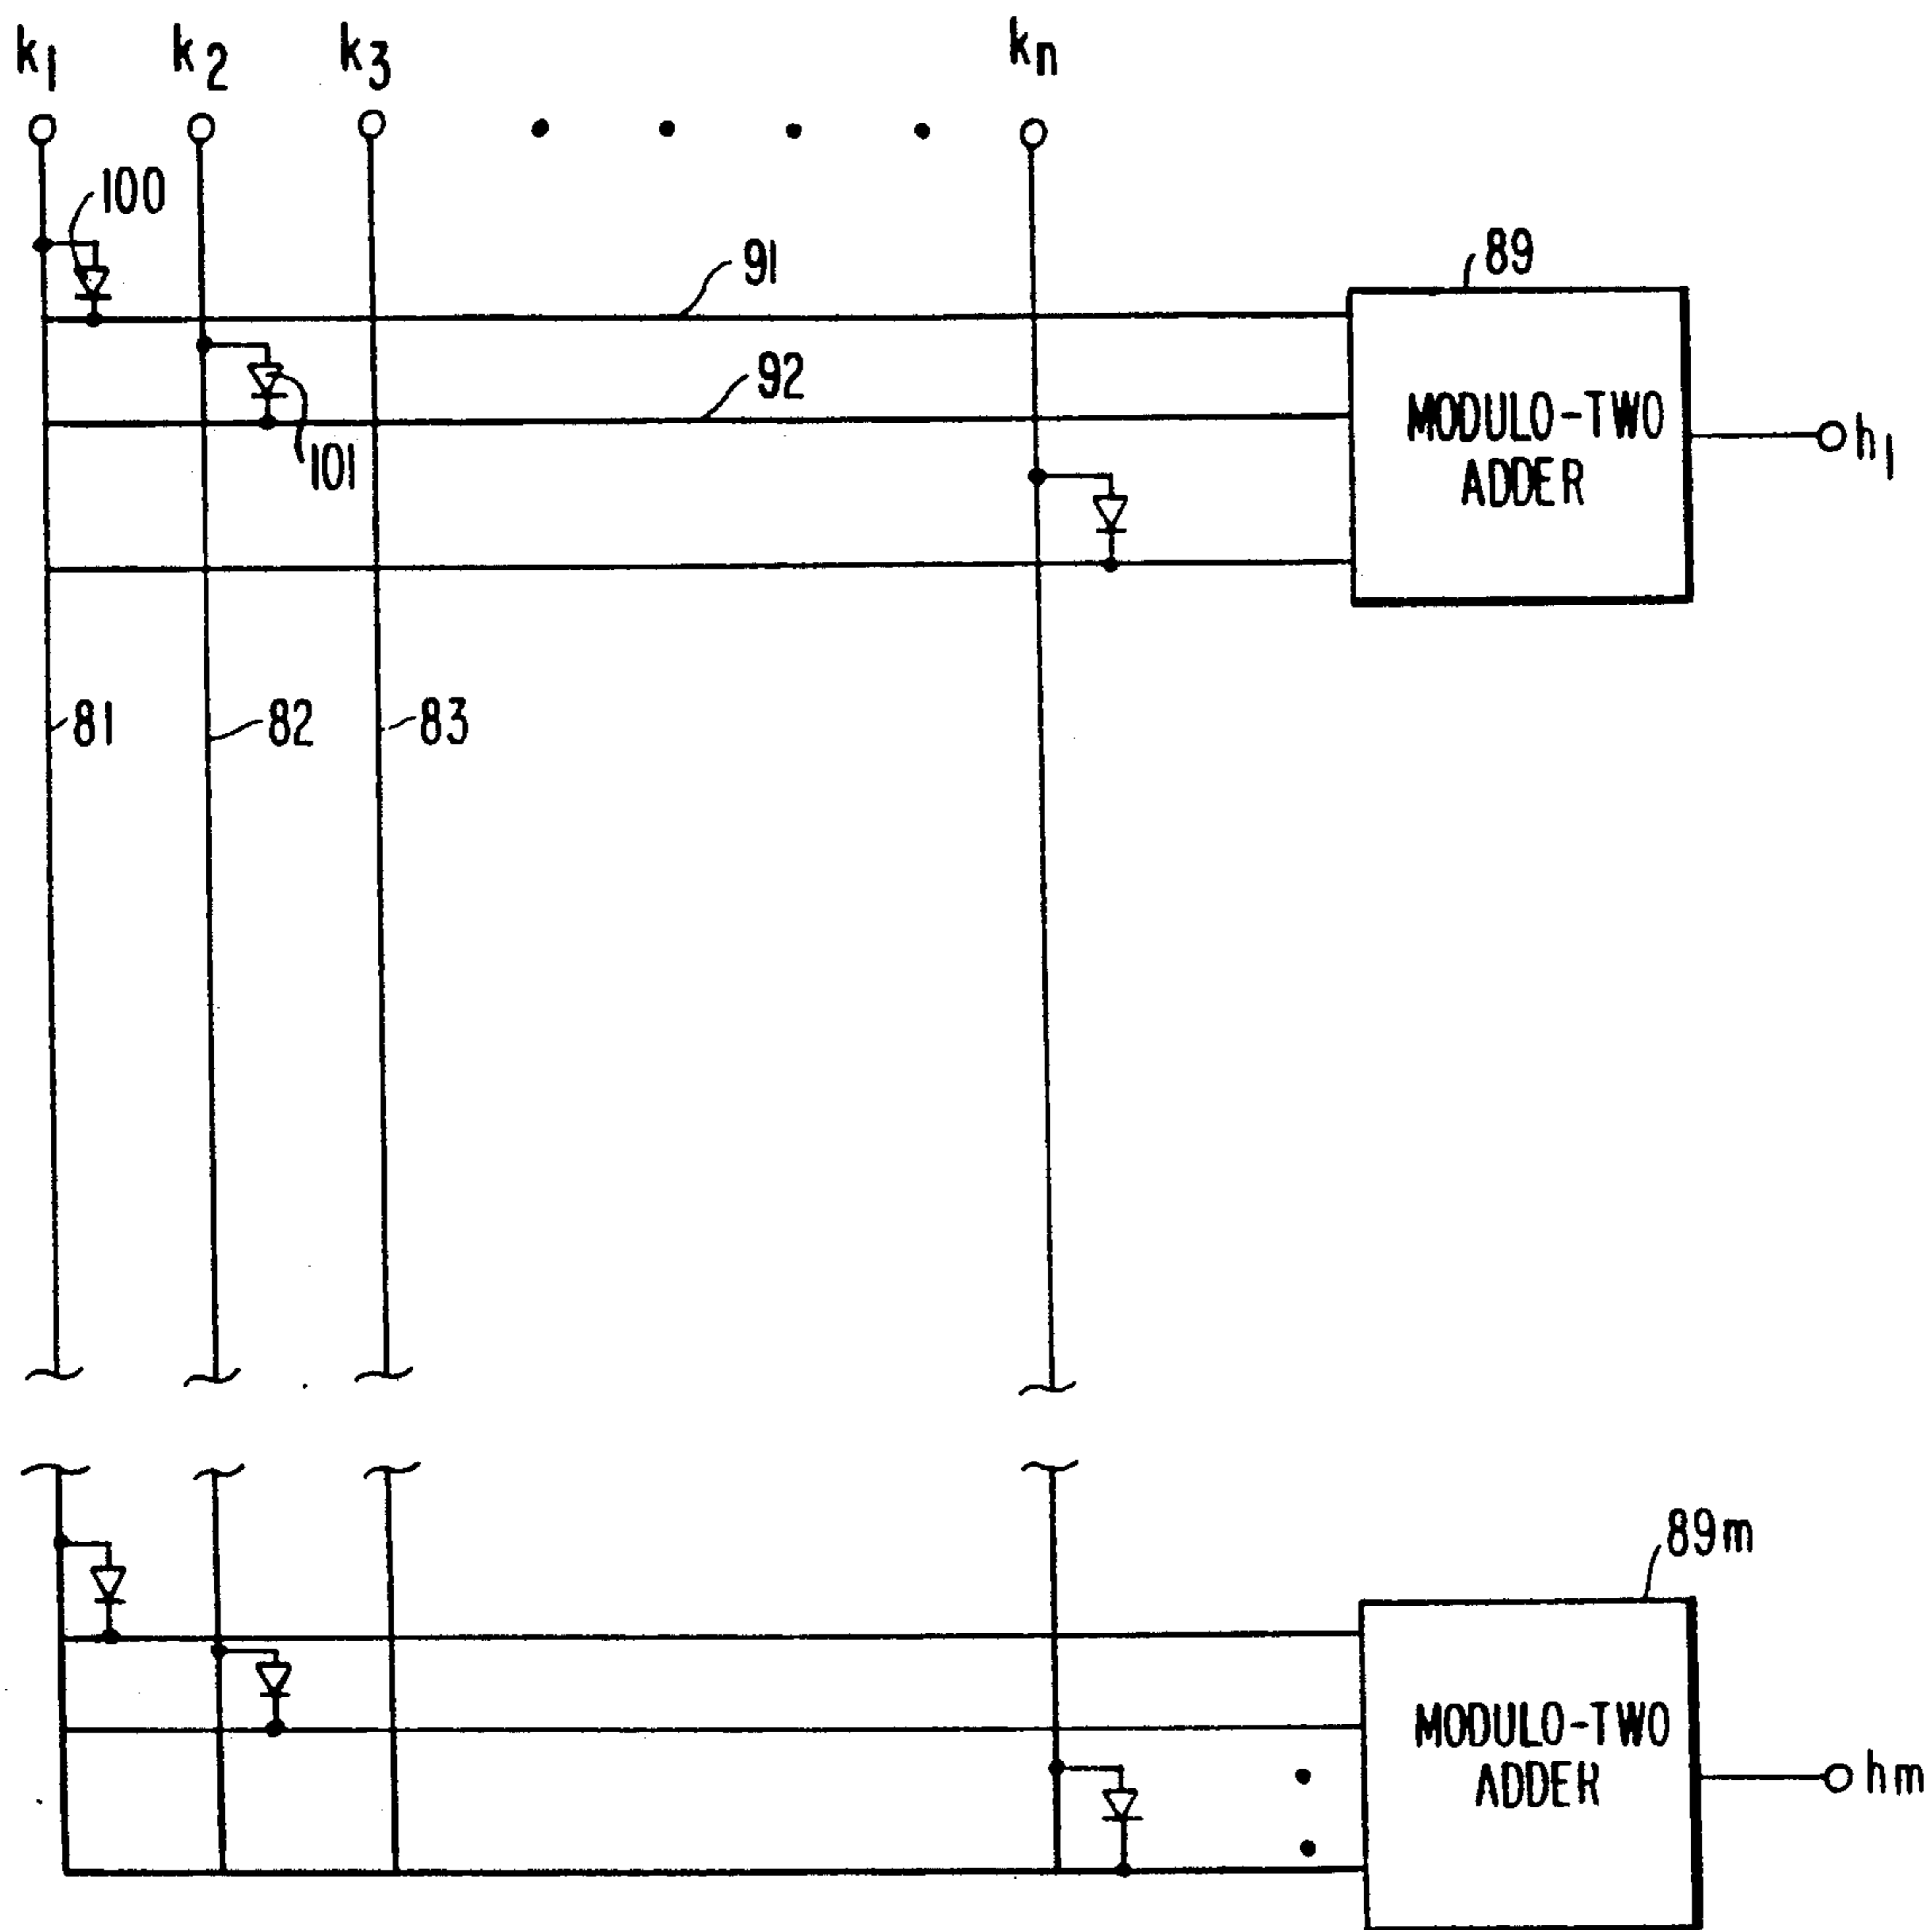 k1 k2 k3 kn
100
91
89
92
MODULO-TWO
ADDER
h1
101
81 82 83
89m
MODULO-TWO
ADDER
hm